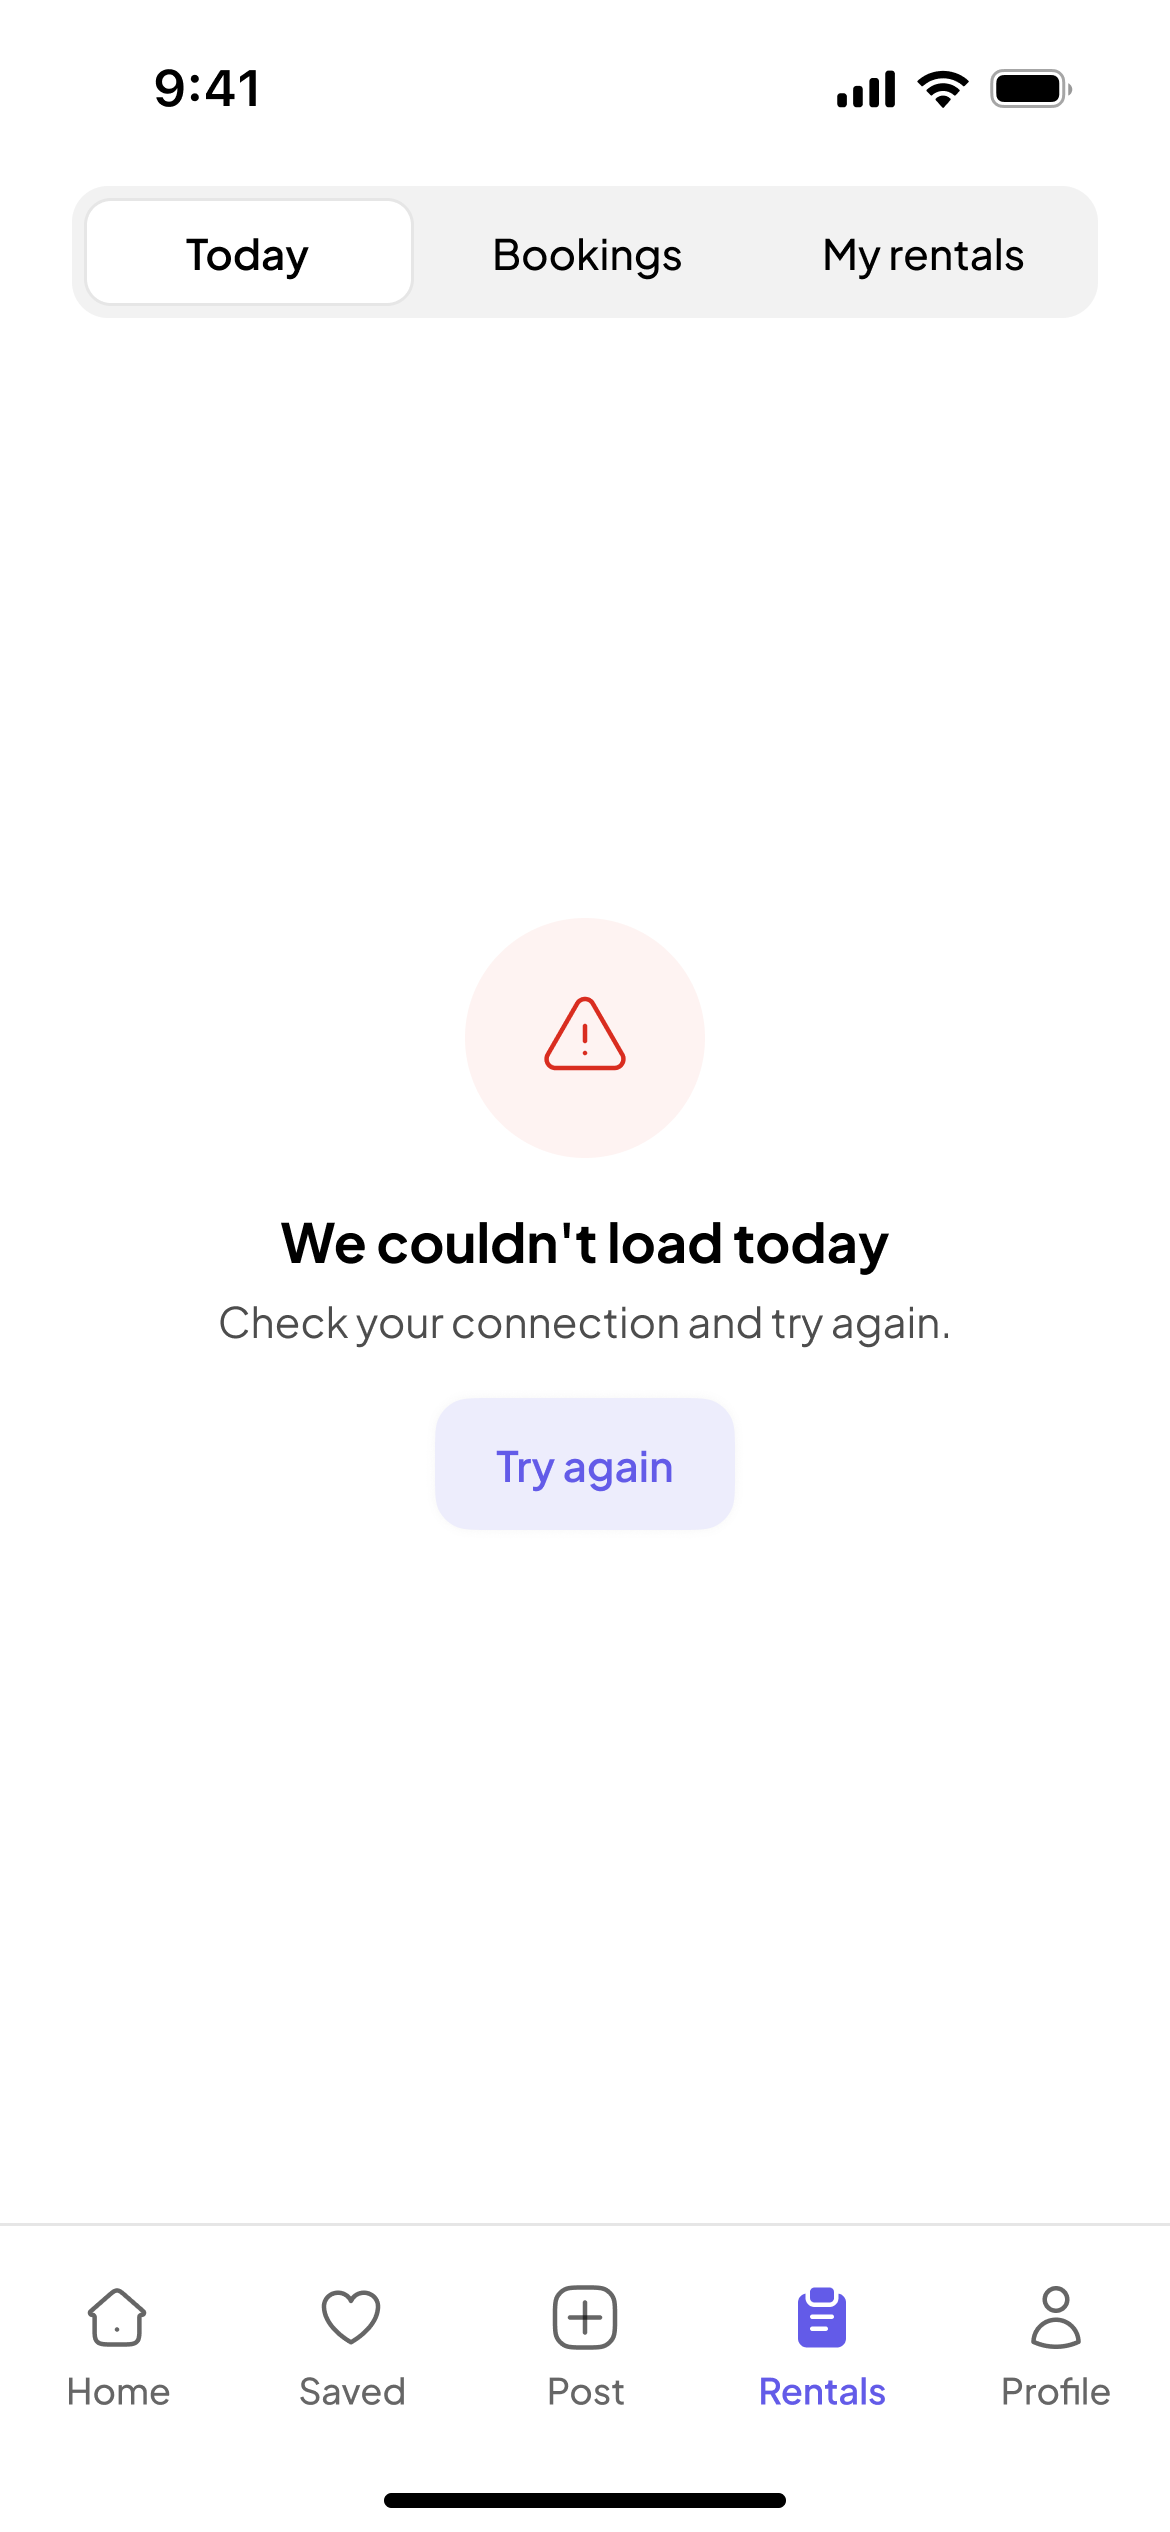 9:41
Today Bookings My rentals
We couldn't load today
Check your connection and try again.
Try again
Home Saved Post Rentals Profile